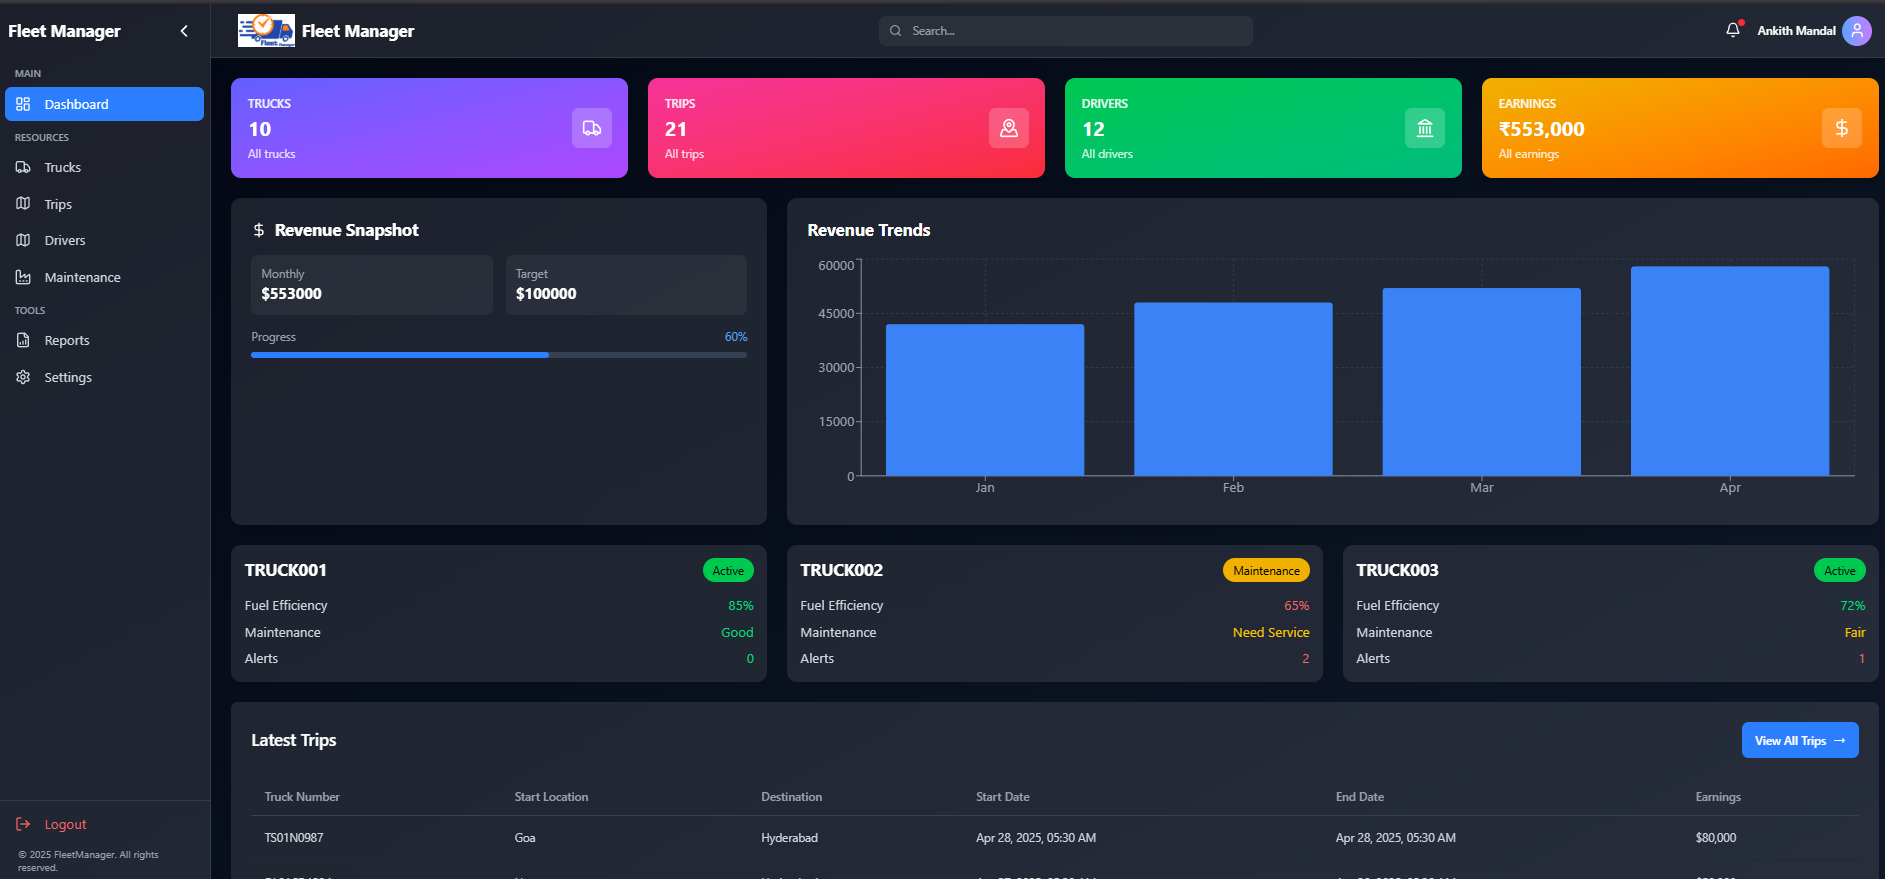 Fleet Manager
MAIN
Dashboard
RESOURCES
Trucks
Trips
Drivers
Maintenance
TOOLS
Reports
Settings
Logout
© 2025 FleetManager. All rights
reserved.
Fleet Manager
Search...
Ankith Mandal
TRUCKS
10
All trucks
TRIPS
21
All trips
DRIVERS
12
All drivers
EARNINGS
₹553,000
All earnings
$ Revenue Snapshot
Monthly
$553000
Target
$100000
Progress 60%
Revenue Trends
60000
45000
30000
15000
0
Jan Feb Mar Apr
TRUCK001 Active
Fuel Efficiency 85%
Maintenance Good
Alerts 0
TRUCK002 Maintenance
Fuel Efficiency 65%
Maintenance Need Service
Alerts 2
TRUCK003 Active
Fuel Efficiency 72%
Maintenance Fair
Alerts 1
Latest Trips View All Trips →
Truck Number Start Location Destination Start Date End Date Earnings
TS01N0987 Goa Hyderabad Apr 28, 2025, 05:30 AM Apr 28, 2025, 05:30 AM $80,000